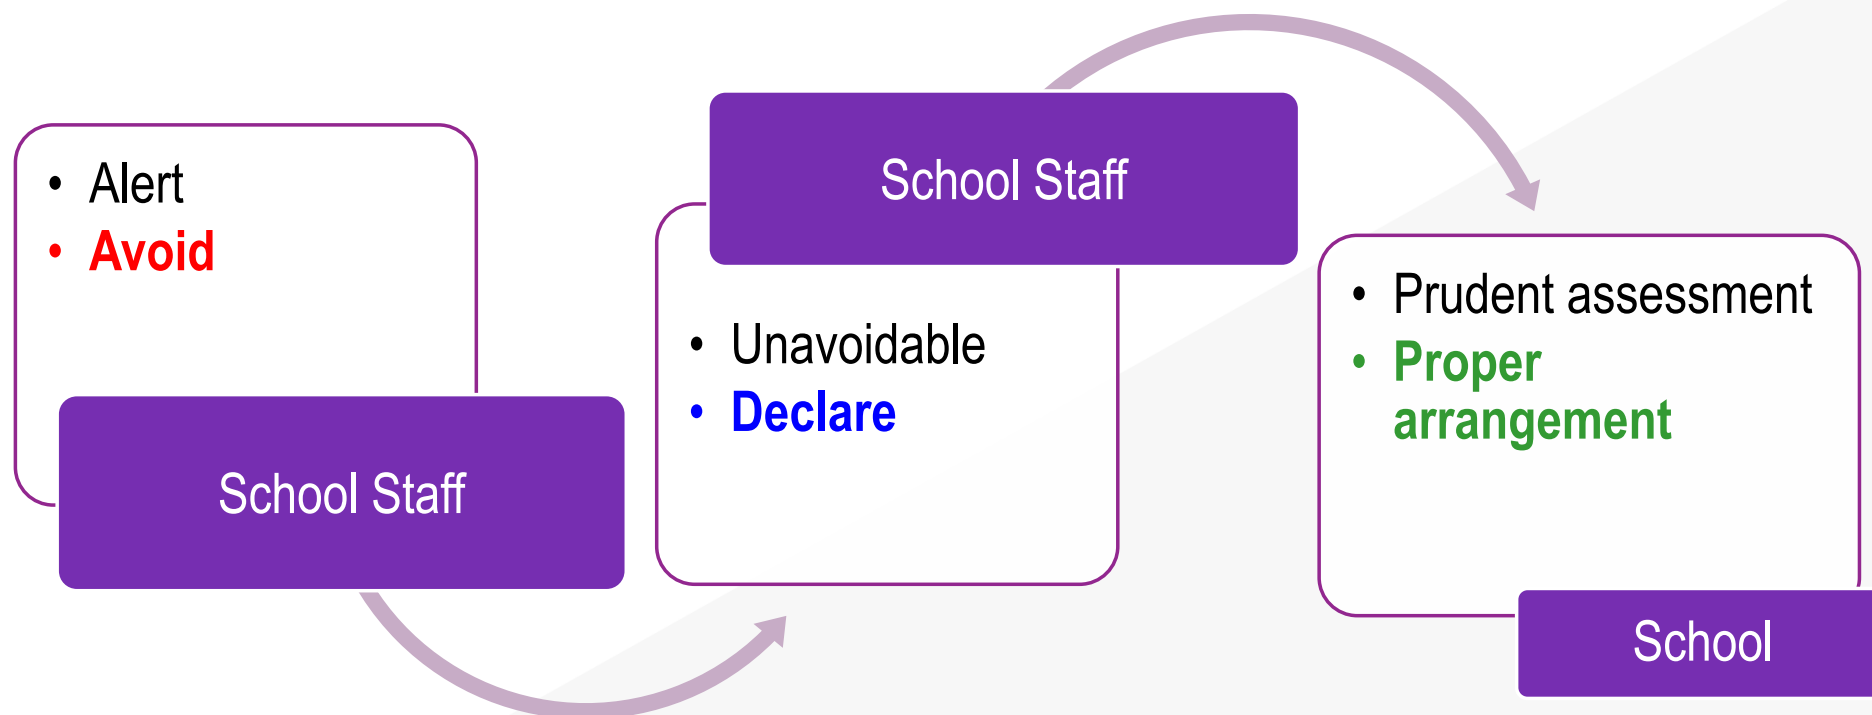 • Alert
• Avoid
School Staff
School Staff
• Unavoidable
• Declare
• Prudent assessment
• Proper
arrangement
School